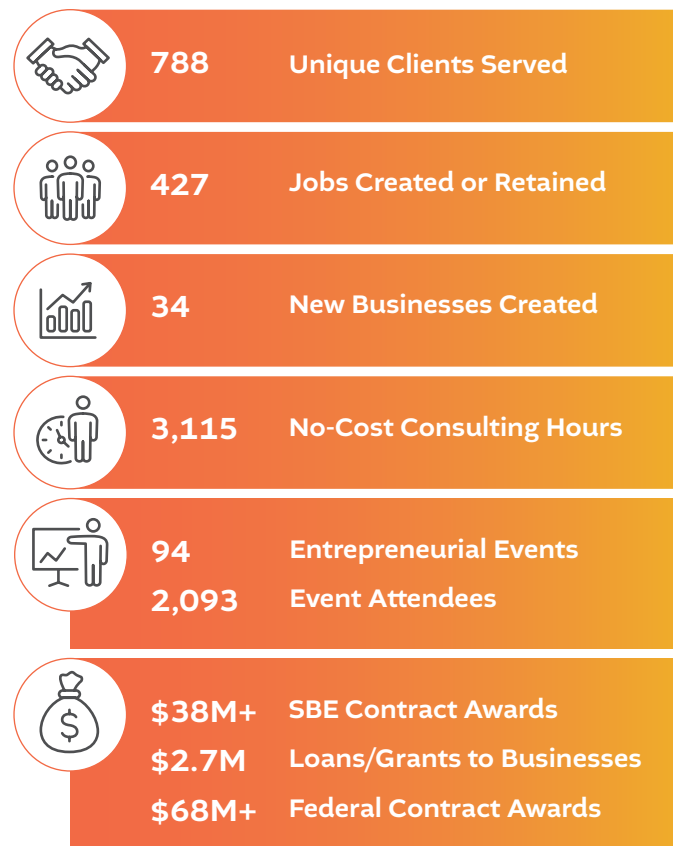 788 Unique Clients Served
427 Jobs Created or Retained
34 New Businesses Created
3,115 No-Cost Consulting Hours
94 Entrepreneurial Events
2,093 Event Attendees
$38M+ SBE Contract Awards
$2.7M Loans/Grants to Businesses
$68M+ Federal Contract Awards
$